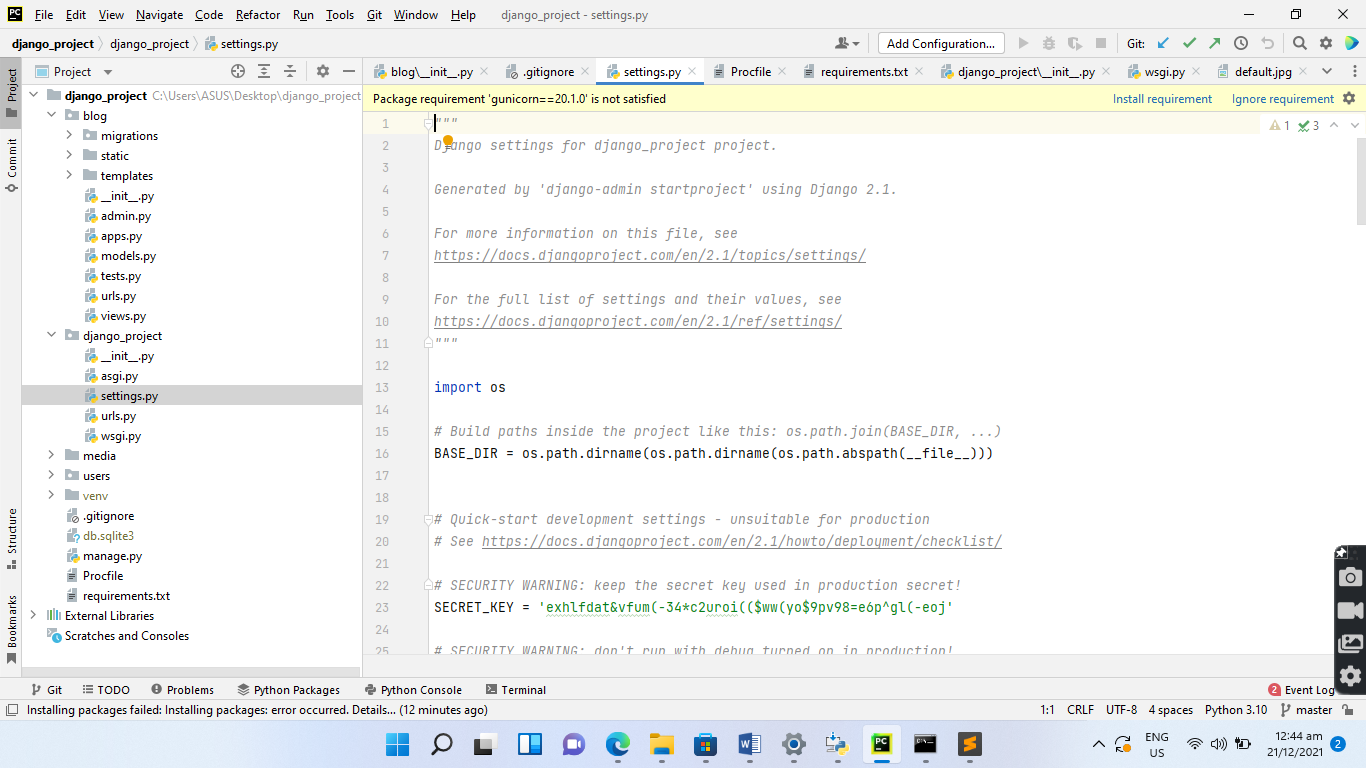 PC File Edit View Navigate Code Refactor Run Tools Git Window Help django_project - settings.py
django_project django_project settings.py Add Configuration... Git:
Project blog\__init__.py .gitignore settings.py Procfile requirements.txt django_project\__init__.py wsgi.py default.jpg
Project
Commit
Structure
Bookmarks
django_project C:\Users\ASUS\Desktop\django_project
blog
migrations
static
templates
__init__.py
admin.py
apps.py
models.py
tests.py
urls.py
views.py
django_project
__init__.py
asgi.py
settings.py
urls.py
wsgi.py
media
users
venv
.gitignore
db.sqlite3
manage.py
Procfile
requirements.txt
External Libraries
Scratches and Consoles
Package requirement 'gunicorn==20.1.0' is not satisfied Install requirement Ignore requirement
1 3
1 """
2 Django settings for django_project project.
3
4 Generated by 'django-admin startproject' using Django 2.1.
5
6 For more information on this file, see
7 https://docs.djangoproject.com/en/2.1/topics/settings/
8
9 For the full list of settings and their values, see
10 https://docs.djangoproject.com/en/2.1/ref/settings/
11 """
12
13 import os
14
15 # Build paths inside the project like this: os.path.join(BASE_DIR, ...)
16 BASE_DIR = os.path.dirname(os.path.dirname(os.path.abspath(__file__)))
17
18
19 # Quick-start development settings - unsuitable for production
20 # See https://docs.djangoproject.com/en/2.1/howto/deployment/checklist/
21
22 # SECURITY WARNING: keep the secret key used in production secret!
23 SECRET_KEY = 'exhlfdat&vfum(-34*c2uroi(($ww(yo$9pv98=e6p^gl(-eoj'
24
25 # SECURITY WARNING: don't run with debug turned on in production!
Git TODO Problems Python Packages Python Console Terminal 2 Event Log
Installing packages failed: Installing packages: error occurred. Details... (12 minutes ago) 1:1 CRLF UTF-8 4 spaces Python 3.10 master
ENG
US
12:44 am
21/12/2021
2